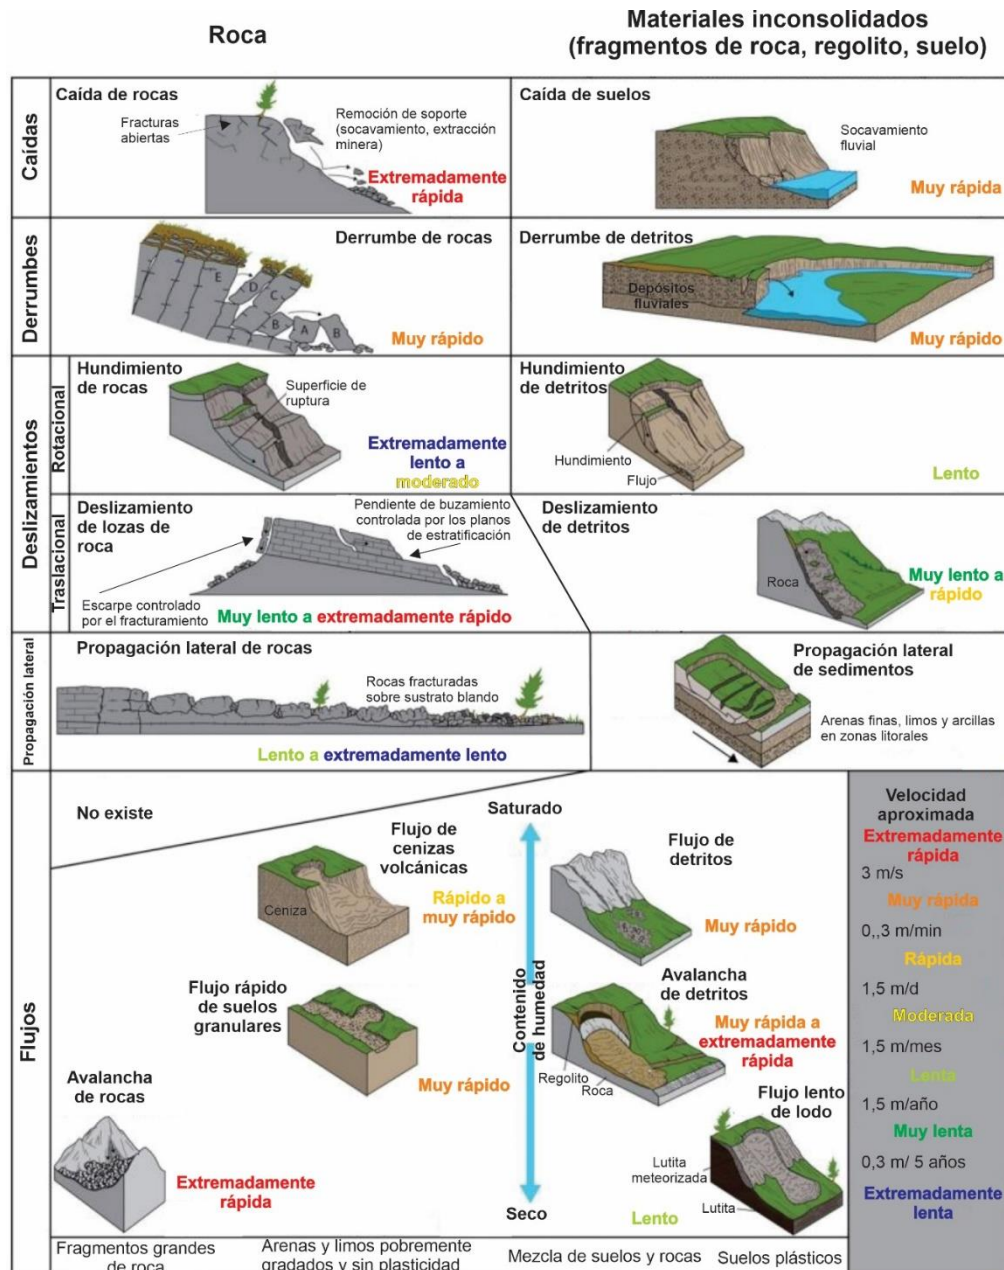 Roca
Materiales inconsolidados
(fragmentos de roca, regolito, suelo)
Caídas
Caída de rocas
Fracturas
abiertas
Remoción de soporte
(socavamiento, extracción
minera)
Extremadamente
rápida
Caída de suelos
Socavamiento
fluvial
Muy rápida
Derrumbes
Derrumbe de rocas
E
D
C
B
A
B
Muy rápido
Derrumbe de detritos
Depósitos
fluviales
Muy rápido
Deslizamientos
Rotacional
Hundimiento
de rocas
Superficie de
ruptura
Extremadamente
lento a
moderado
Hundimiento
de detritos
Hundimiento
Flujo
Lento
Traslacional
Deslizamiento
de lozas de
roca
Pendiente de buzamiento
controlada por los planos
de estratificación
Escarpe controlado
por el fracturamiento
Muy lento a extremadamente rápido
Deslizamiento
de detritos
Roca
Muy lento a
rápido
Propagación lateral
Propagación lateral de rocas
Rocas fracturadas
sobre sustrato blando
Lento a extremadamente lento
Propagación lateral
de sedimentos
Arenas finas, limos y arcillas
en zonas litorales
Flujos
No existe
Saturado
Contenido
de humedad
Seco
Flujo de
cenizas
volcánicas
Ceniza
Rápido a
muy rápido
Flujo de
detritos
Muy rápido
Flujo rápido
de suelos
granulares
Muy rápido
Avalancha
de detritos
Muy rápida a
extremadamente
rápida
Regolito
Roca
Avalancha
de rocas
Extremadamente
rápida
Flujo lento
de lodo
Lutita
meteorizada
Lutita
Lento
Velocidad
aproximada
Extremadamente
rápida
3 m/s
Muy rápida
0,,3 m/min
Rápida
1,5 m/d
Moderada
1,5 m/mes
Lenta
1,5 m/año
Muy lenta
0,3 m/ 5 años
Extremadamente
lenta
Fragmentos grandes
de roca
Arenas y limos pobremente
gradados y sin plasticidad
Mezcla de suelos y rocas
Suelos plásticos